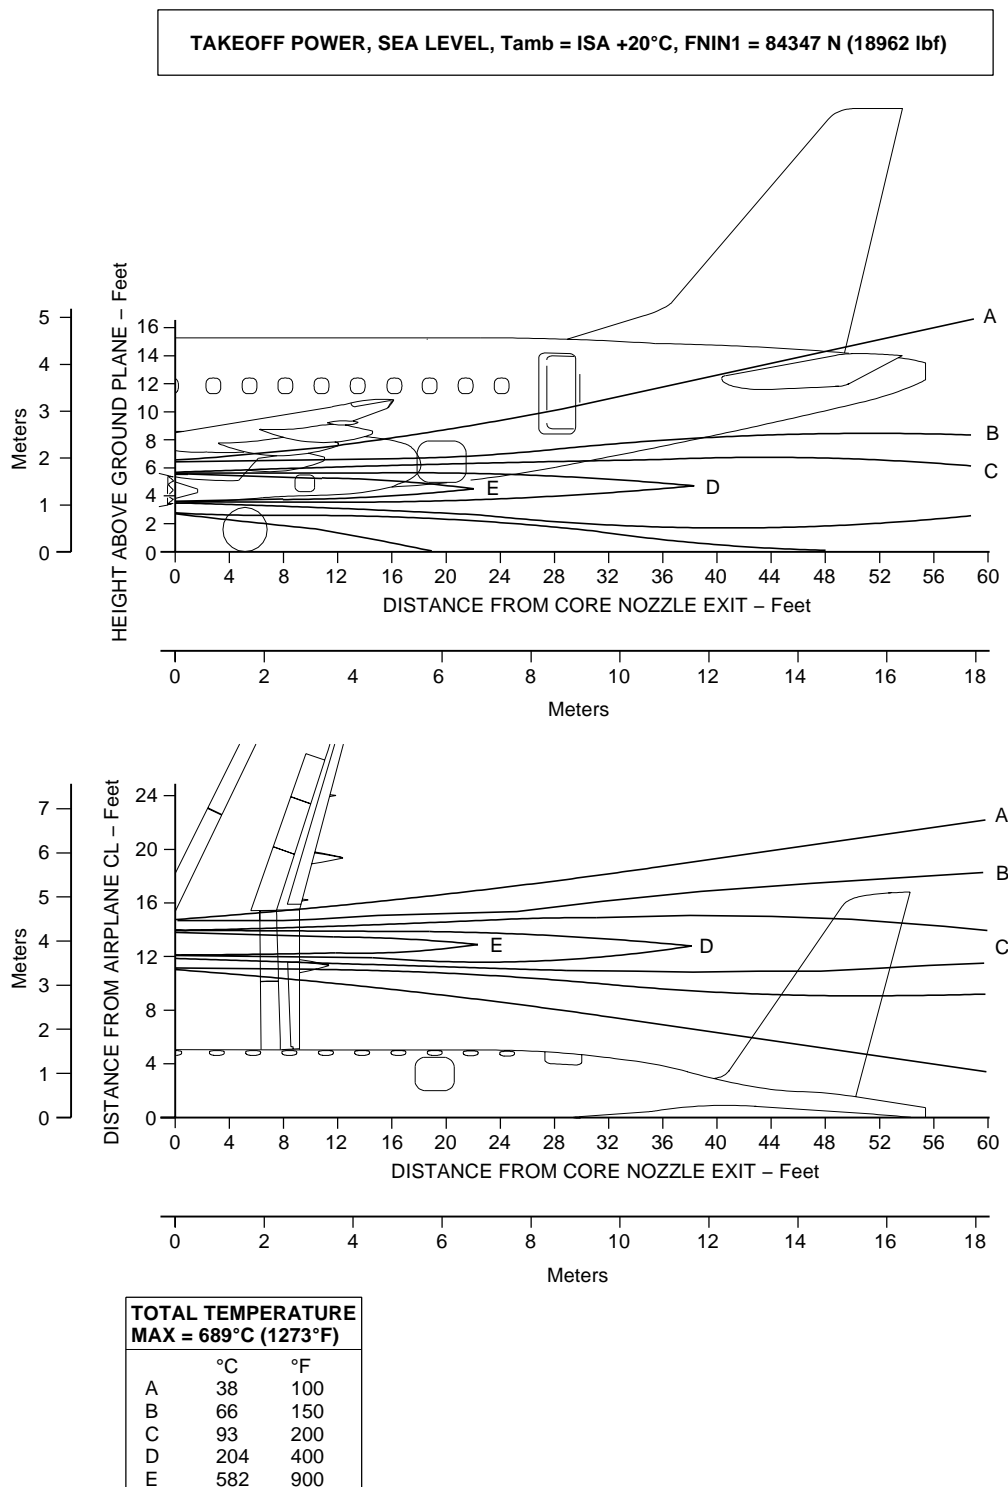 TAKEOFF POWER, SEA LEVEL, Tamb = ISA +20°C, FNIN1 = 84347 N (18962 lbf)
HEIGHT ABOVE GROUND PLANE – Feet
Meters
5
4
3
2
1
0
16
14
12
10
8
6
4
2
0
A
B
C
D
E
0 4 8 12 16 20 24 28 32 36 40 44 48 52 56 60
DISTANCE FROM CORE NOZZLE EXIT – Feet
0 2 4 6 8 10 12 14 16 18
Meters
DISTANCE FROM AIRPLANE CL – Feet
Meters
7
6
5
4
3
2
1
0
24
20
16
12
8
4
0
A
B
E
D
C
0 4 8 12 16 20 24 28 32 36 40 44 48 52 56 60
DISTANCE FROM CORE NOZZLE EXIT – Feet
0 2 4 6 8 10 12 14 16 18
Meters
TOTAL TEMPERATURE
MAX = 689°C (1273°F)
°C °F
A 38 100
B 66 150
C 93 200
D 204 400
E 582 900